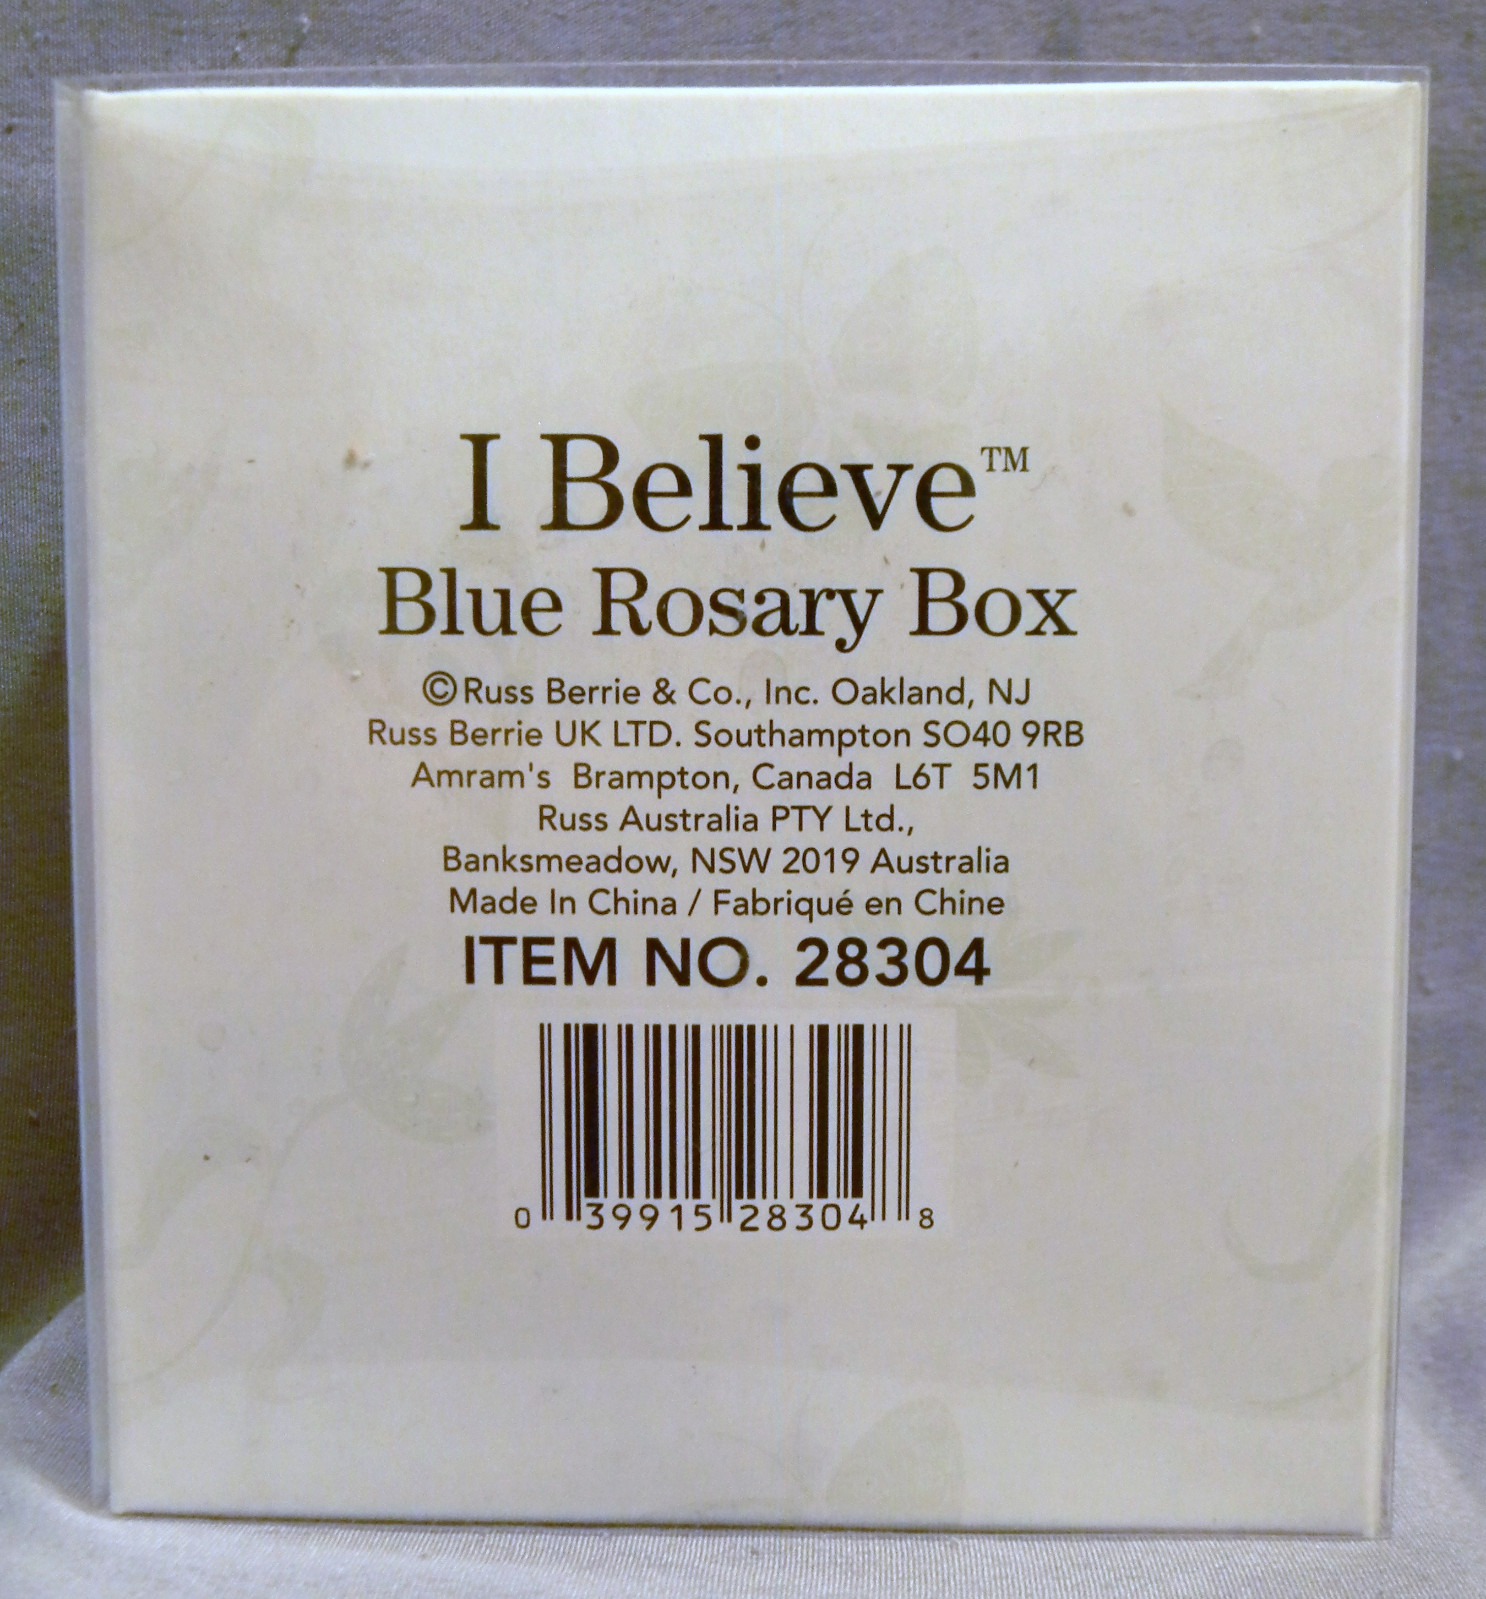 I Believe™
Blue Rosary Box
©Russ Berrie & Co., Inc. Oakland, NJ
Russ Berrie UK LTD. Southampton SO40 9RB
Amram's Brampton, Canada L6T 5M1
Russ Australia PTY Ltd.,
Banksmeadow, NSW 2019 Australia
Made In China / Fabriqué en Chine
ITEM NO. 28304
0 39915 28304 8